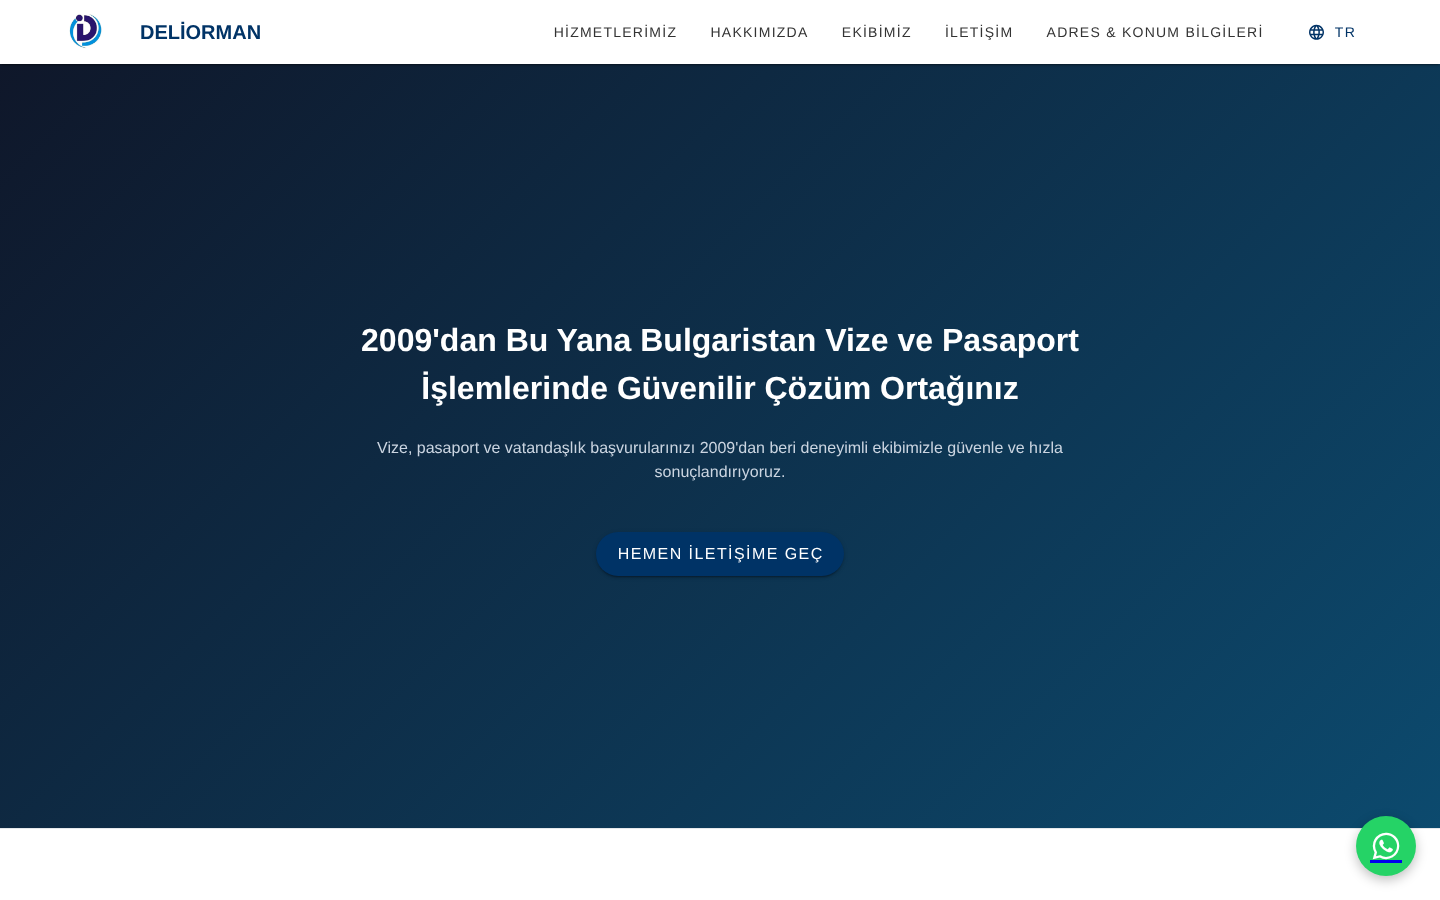 DELİORMAN
HİZMETLERİMİZ
HAKKIMIZDA
EKİBİMİZ
İLETİŞİM
ADRES & KONUM BİLGİLERİ
TR
2009'dan Bu Yana Bulgaristan Vize ve Pasaport
İşlemlerinde Güvenilir Çözüm Ortağınız
Vize, pasaport ve vatandaşlık başvurularınızı 2009'dan beri deneyimli ekibimizle güvenle ve hızla
sonuçlandırıyoruz.
HEMEN İLETİŞİME GEÇ